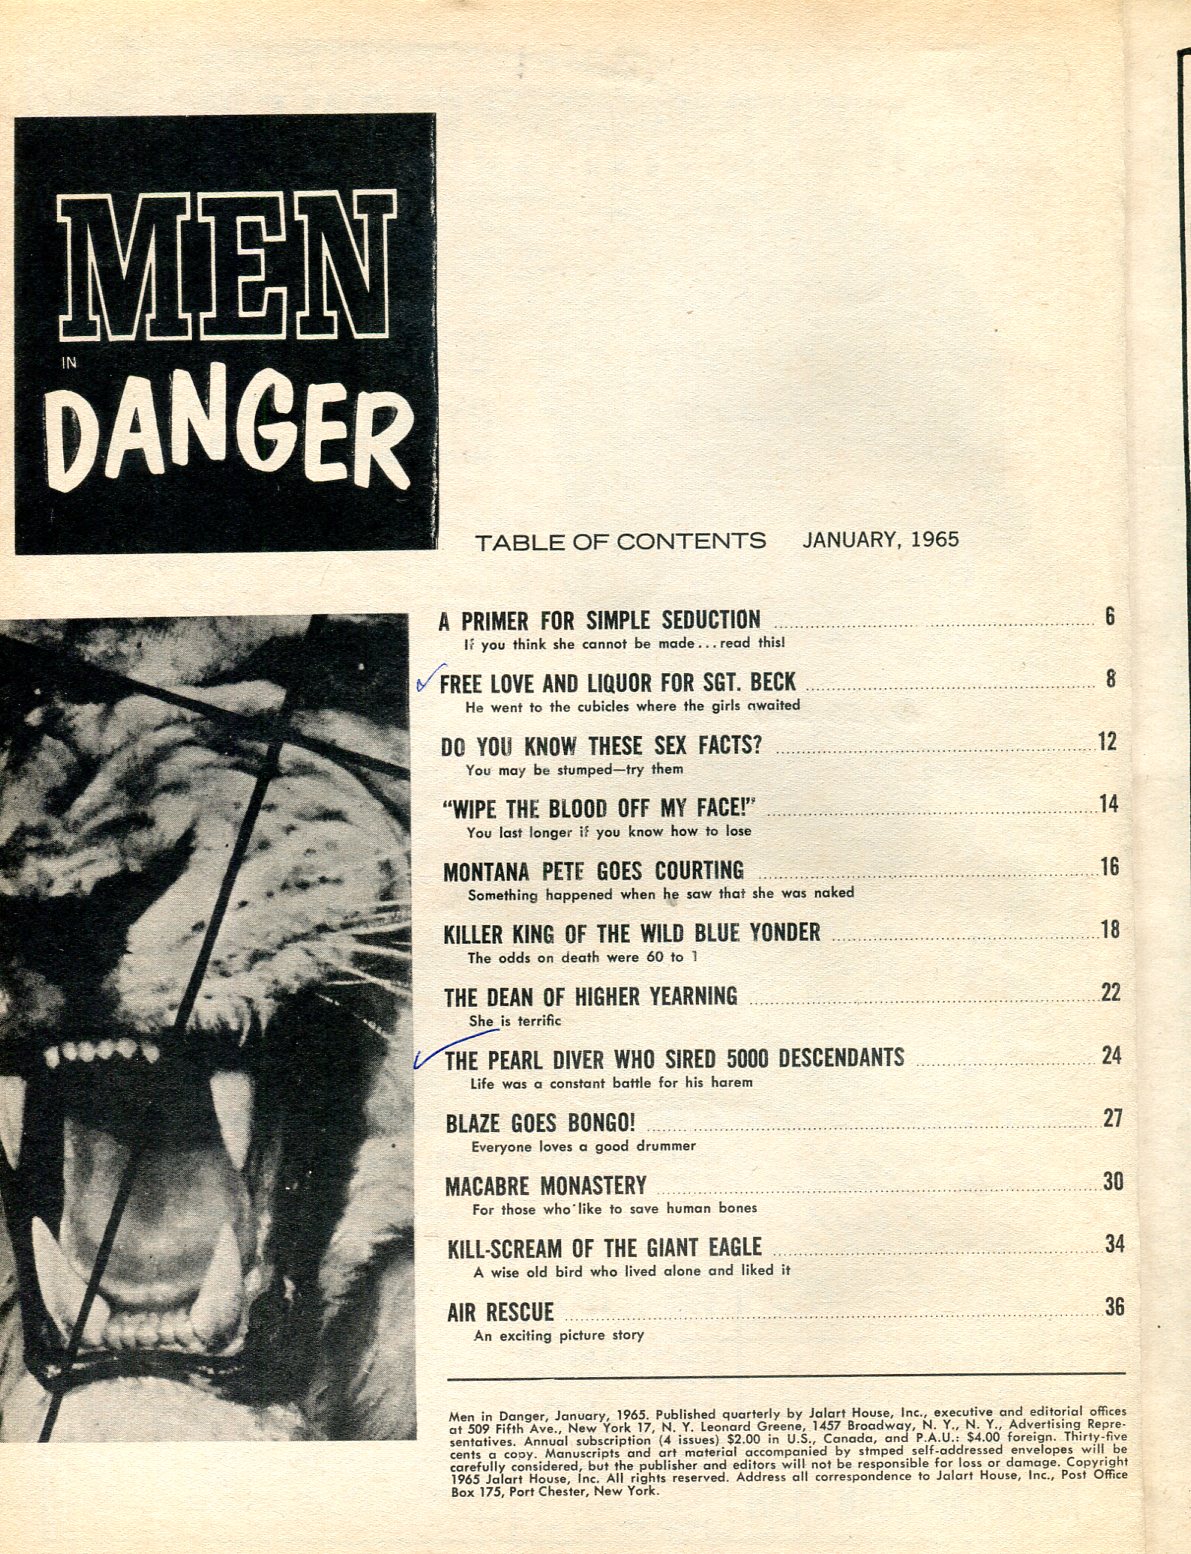 MEN
IN
DANGER
TABLE OF CONTENTS JANUARY, 1965
A PRIMER FOR SIMPLE SEDUCTION 6
If you think she cannot be made...read this!
FREE LOVE AND LIQUOR FOR SGT. BECK 8
He went to the cubicles where the girls awaited
DO YOU KNOW THESE SEX FACTS? 12
You may be stumped—try them
"WIPE THE BLOOD OFF MY FACE!" 14
You last longer if you know how to lose
MONTANA PETE GOES COURTING 16
Something happened when he saw that she was naked
KILLER KING OF THE WILD BLUE YONDER 18
The odds on death were 60 to 1
THE DEAN OF HIGHER YEARNING 22
She is terrific
THE PEARL DIVER WHO SIRED 5000 DESCENDANTS 24
Life was a constant battle for his harem
BLAZE GOES BONGO! 27
Everyone loves a good drummer
MACABRE MONASTERY 30
For those who like to save human bones
KILL-SCREAM OF THE GIANT EAGLE 34
A wise old bird who lived alone and liked it
AIR RESCUE 36
An exciting picture story
Men in Danger, January, 1965. Published quarterly by Jalart House, Inc., executive and editorial offices
at 509 Fifth Ave., New York 17, N. Y. Leonard Greene, 1457 Broadway, N. Y., N. Y., Advertising Repre-
sentatives. Annual subscription (4 issues) $2.00 in U.S., Canada, and P.A.U.: $4.00 foreign. Thirty-five
cents a copy. Manuscripts and art material accompanied by stmped self-addressed envelopes will be
carefully considered, but the publisher and editors will not be responsible for loss or damage. Copyright
1965 Jalart House, Inc. All rights reserved. Address all correspondence to Jalart House, Inc., Post Office
Box 175, Port Chester, New York.